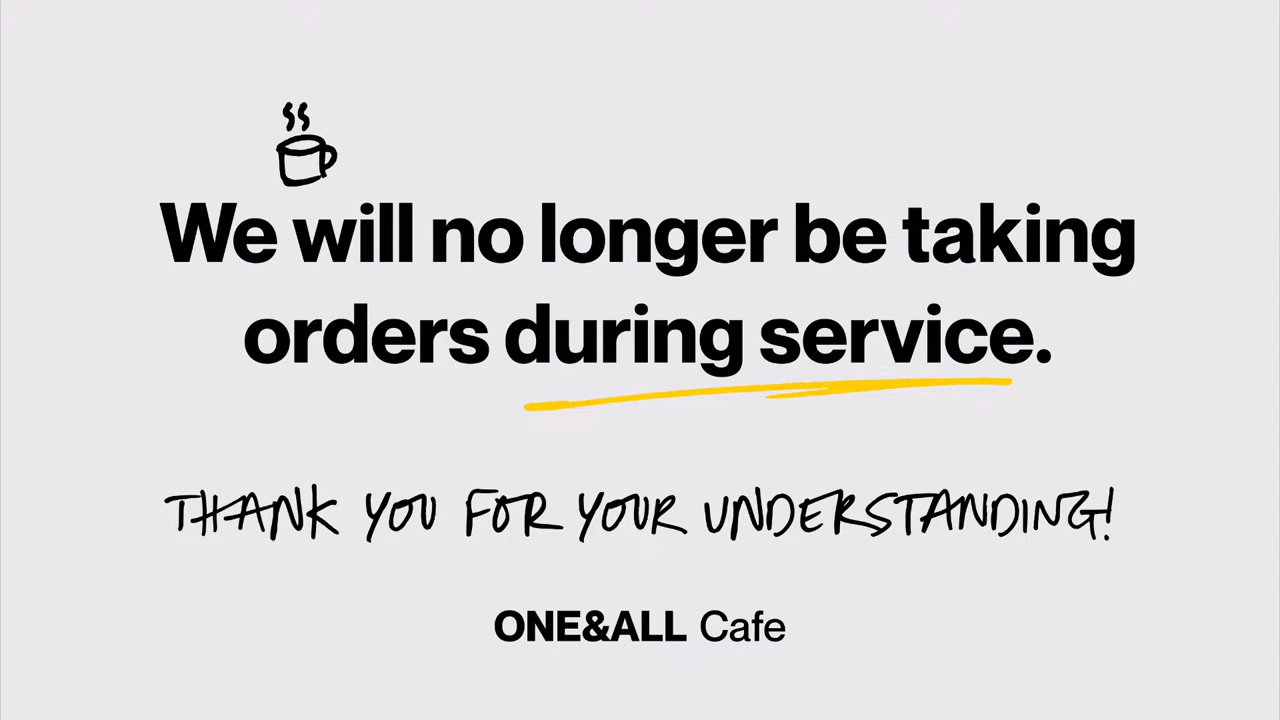 We will no longer be taking
orders during service.
THANK YOU FOR YOUR UNDERSTANDING!
ONE&ALL Cafe